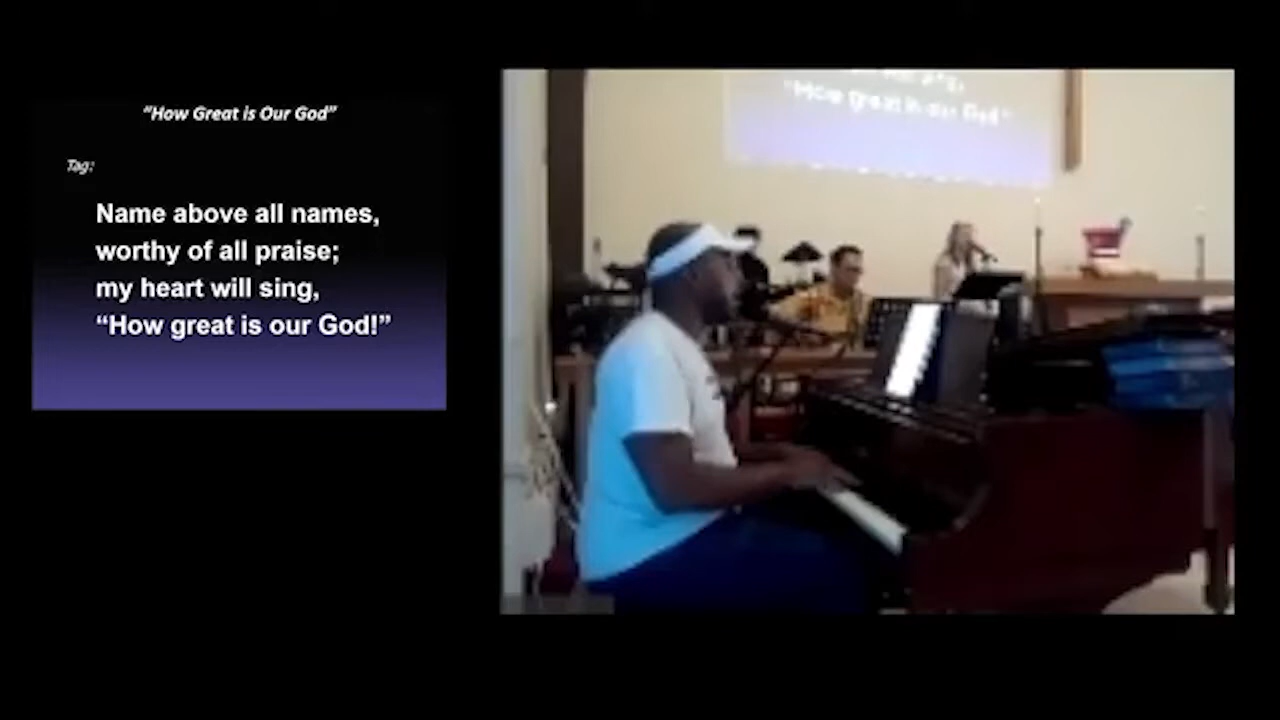 “How Great is Our God”
Tag:
Name above all names,
worthy of all praise;
my heart will sing,
“How great is our God!”
“How great is our God!”